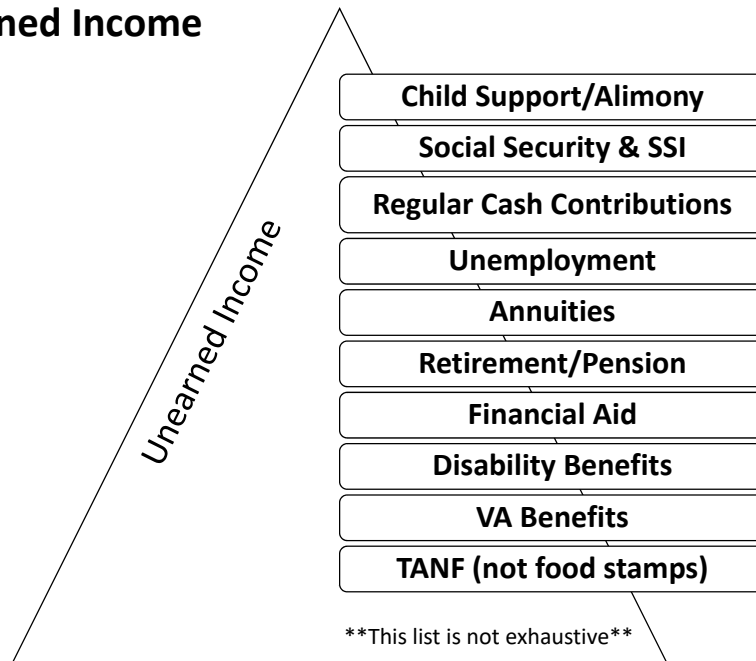 ned Income
Child Support/Alimony
Social Security & SSI
Regular Cash Contributions
Unemployment
Annuities
Retirement/Pension
Financial Aid
Disability Benefits
VA Benefits
TANF (not food stamps)
Unearned Income
**This list is not exhaustive**